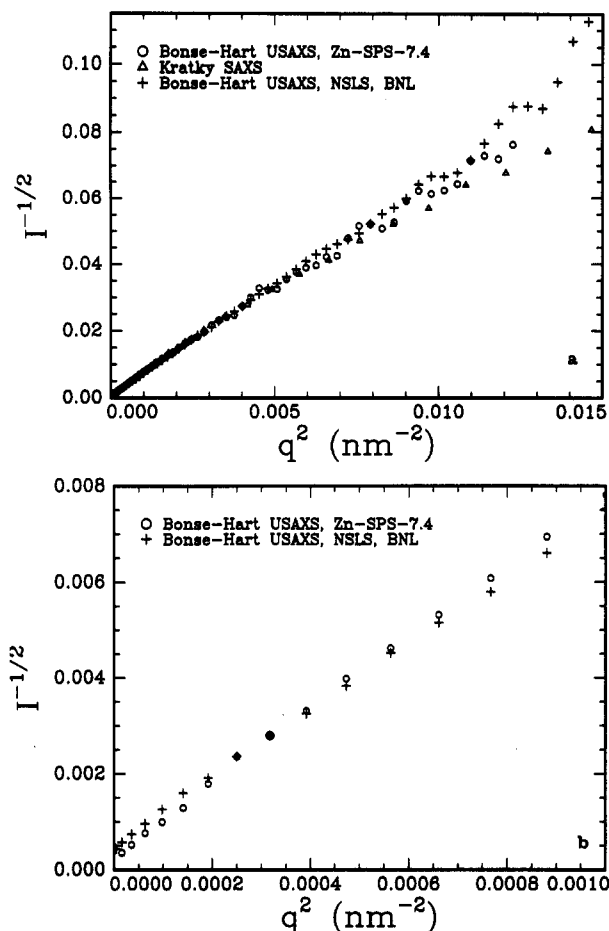 Bonse-Hart USAXS, Zn-SPS-7.4
Kratky SAXS
Bonse-Hart USAXS, NSLS, BNL
0.10
0.08
0.06
0.04
0.02
0.00
I^{-1/2}
0.000 0.005 0.010 0.015
q^2 (nm^{-2})
a
0.008
Bonse-Hart USAXS, Zn-SPS-7.4
Bonse-Hart USAXS, NSLS, BNL
0.006
0.004
0.002
0.000
I^{-1/2}
b
0.0000 0.0002 0.0004 0.0006 0.0008 0.0010
q^2 (nm^{-2})